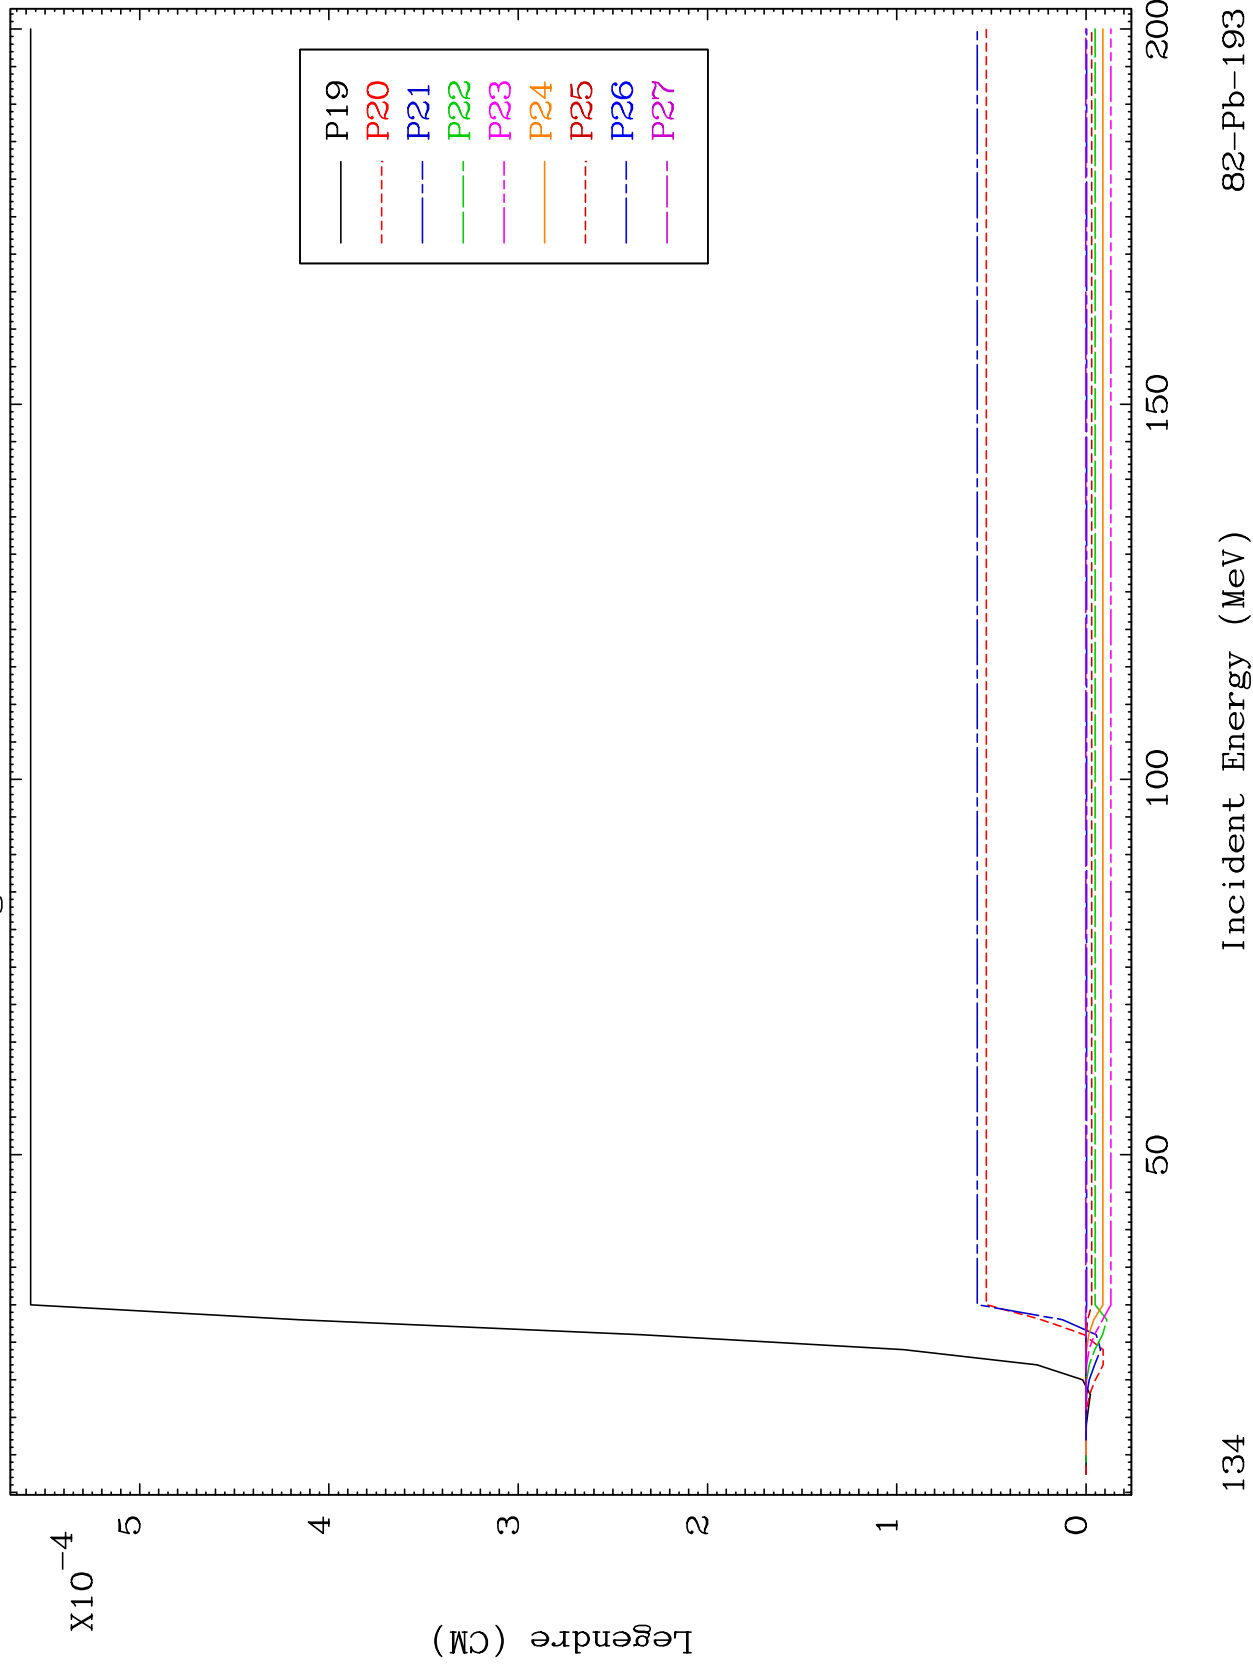 X10-4
5
4
3
2
1
0
Legendre (CM)
P19
P20
P21
P22
P23
P24
P25
P26
P27
50
100
150
200
Incident Energy (MeV)
134
82-Pb-193